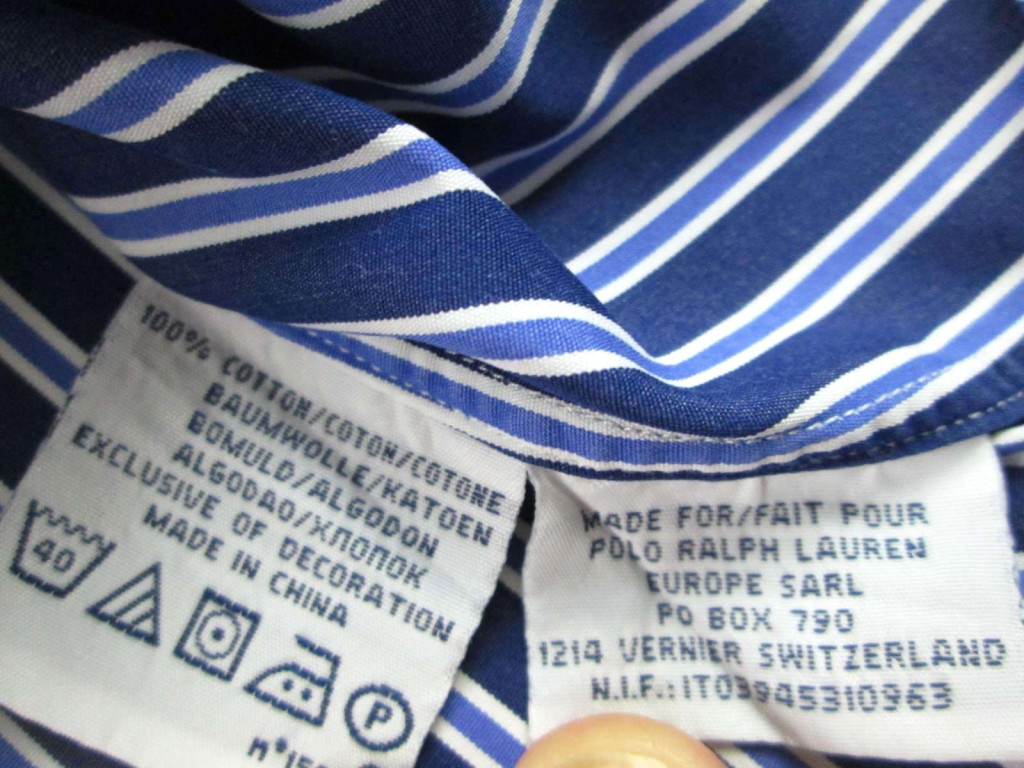 100% COTTON/COTON/COTONE
BAUMWOLLE/KATOEN
BOMULD/ALGODON
ALGODAO/ХЛОПОК
EXCLUSIVE OF DECORATION
MADE IN CHINA
40
P
MADE FOR/FAIT POUR
POLO RALPH LAUREN
EUROPE SARL
PO BOX 790
1214 VERNIER SWITZERLAND
N.I.F.: IT03945310963